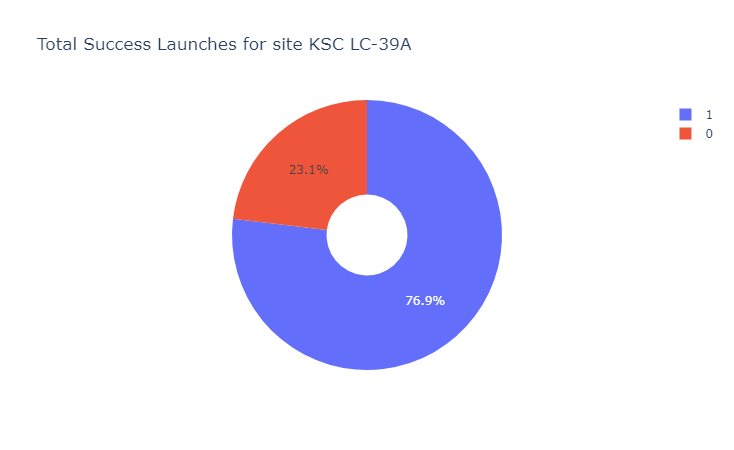 Total Success Launches for site KSC LC-39A
1
0
23.1%
76.9%